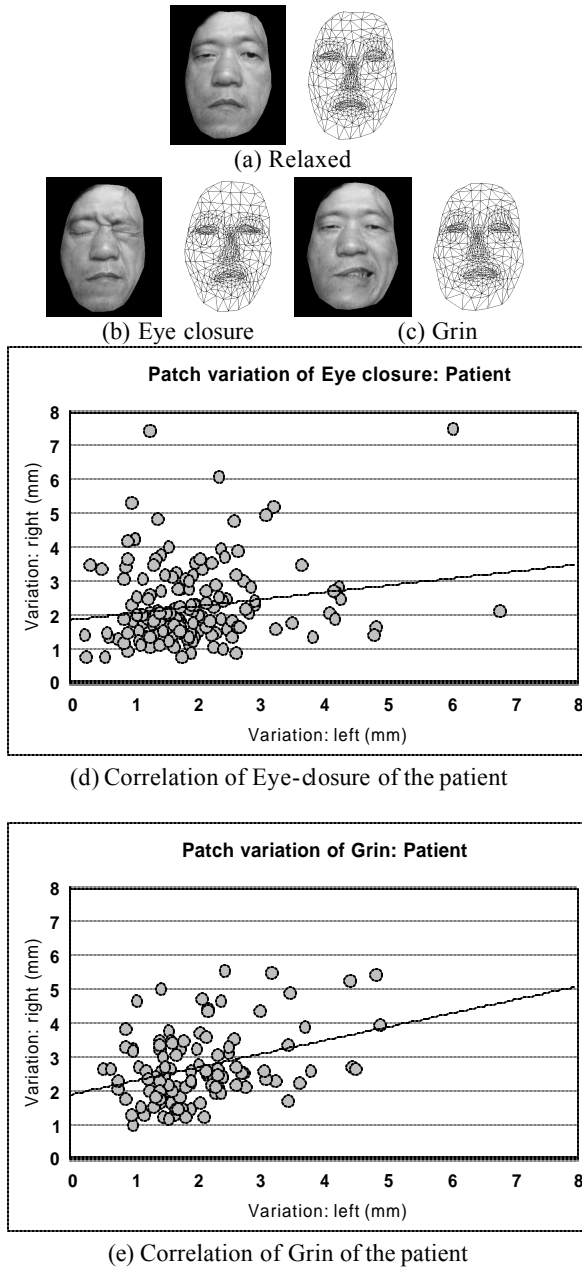 (a) Relaxed
(b) Eye closure (c) Grin
Patch variation of Eye closure: Patient
Variation: right (mm)
8
7
6
5
4
3
2
1
0
0 1 2 3 4 5 6 7 8
Variation: left (mm)
(d) Correlation of Eye-closure of the patient
Patch variation of Grin: Patient
Variation: right (mm)
8
7
6
5
4
3
2
1
0
0 1 2 3 4 5 6 7 8
Variation: left (mm)
(e) Correlation of Grin of the patient